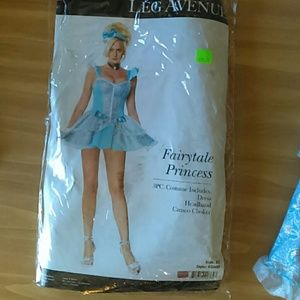 LEG AVENUE
Fairytale
Princess
3PC. Costume Includes:
Dress
Headband
Cameo Choker